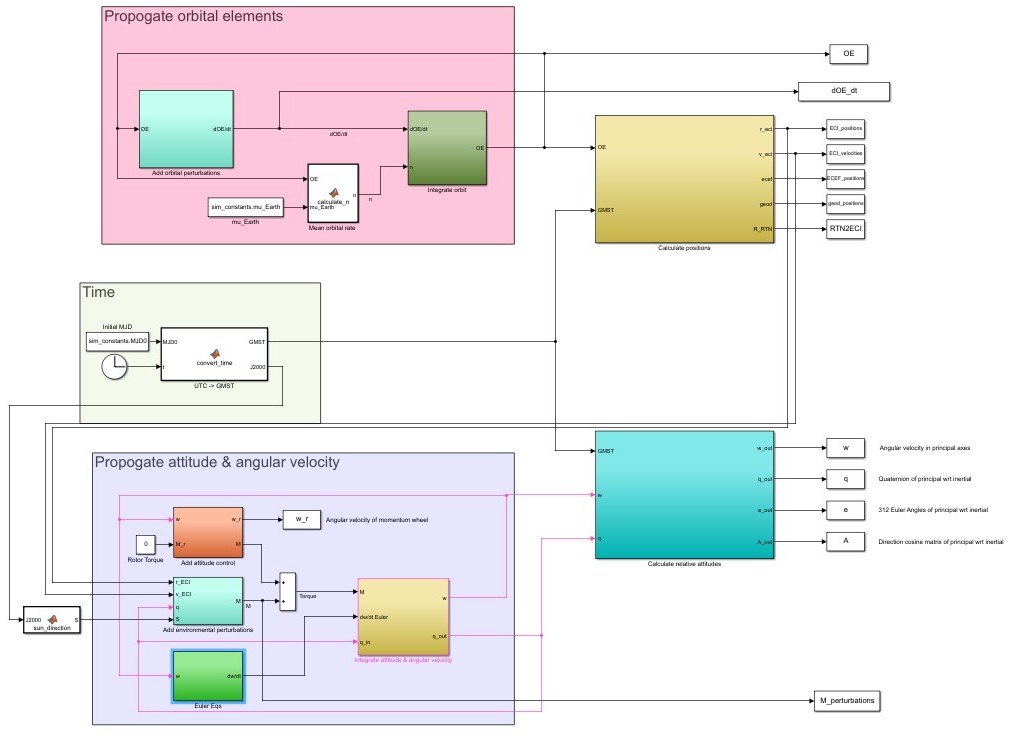 Propogate orbital elements
OE
dOE_dt
OE
dOE/dt
Add orbital perturbations
dOE/dt
dOE/dt
n
OE
Integrate orbit
OE
mu_Earth
n
calculate_n
Mean orbital rate
n
sim_constants.mu_Earth
mu_Earth
OE
GMST
r_eci
v_eci
ecef
geod
R_RTN
Calculate positions
ECI_positions
ECI_velocities
ECEF_positions
geod_positions
RTN2ECI
Time
Initial MJD
sim_constants.MJD0
MJD0
t
GMST
J2000
convert_time
UTC -> GMST
Propogate attitude & angular velocity
w
M_r
w_r
M
Add attitude control
0
Rotor Torque
w_r
Angular velocity of momentum wheel
r_ECI
v_ECI
q
S
M
M
Add environmental perturbations
J2000
S
sun_direction
w
dw/dt
Euler Eqs
+
+
Torque
M
dw/dt Euler
q_in
w
q_out
Integrate attitude & angular velocity
GMST
w
q
w_out
q_out
e_out
A_out
Calculate relative attitudes
w
Angular velocity in principal axes
q
Quaternion of principal wrt inertial
e
312 Euler Angles of principal wrt inertial
A
Direction cosine matrix of principal wrt inertial
M_perturbations